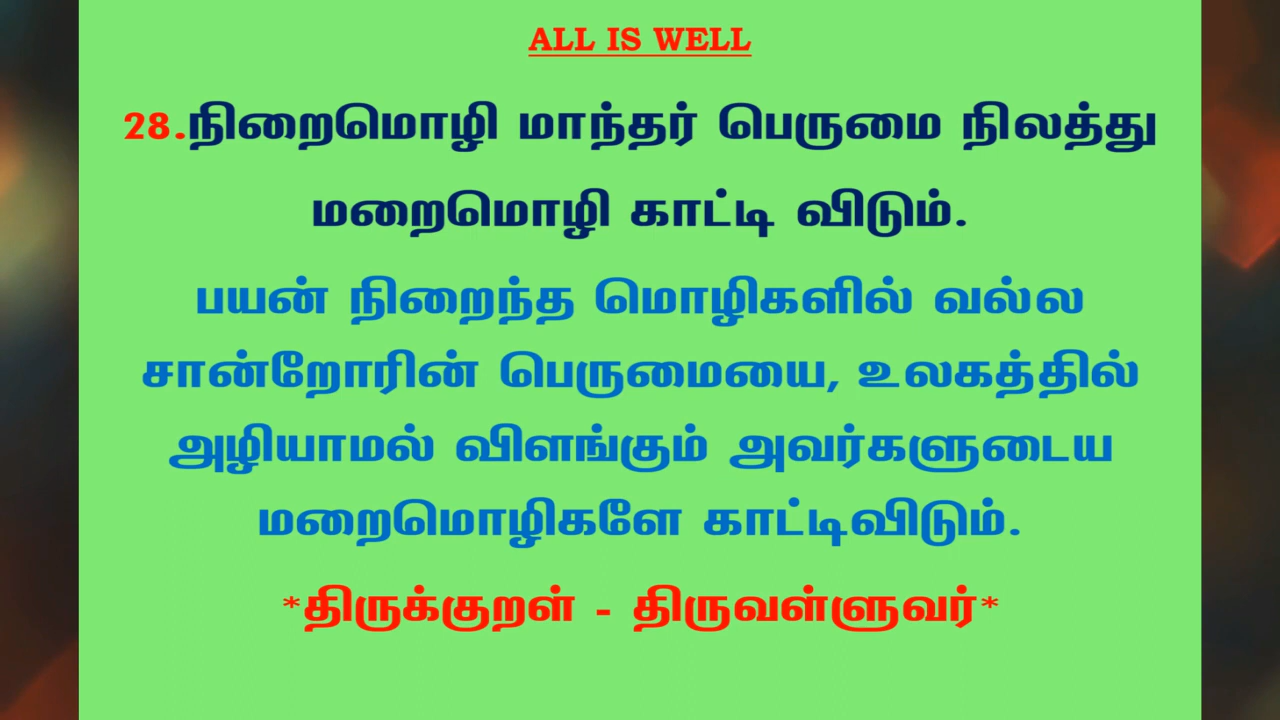 ALL IS WELL
28.நிறைமொழி மாந்தர் பெருமை நிலத்து
மறைமொழி காட்டி விடும்.
பயன் நிறைந்த மொழிகளில் வல்ல
சான்றோரின் பெருமையை, உலகத்தில்
அழியாமல் விளங்கும் அவர்களுடைய
மறைமொழிகளே காட்டிவிடும்.
*திருக்குறள் - திருவள்ளுவர்*